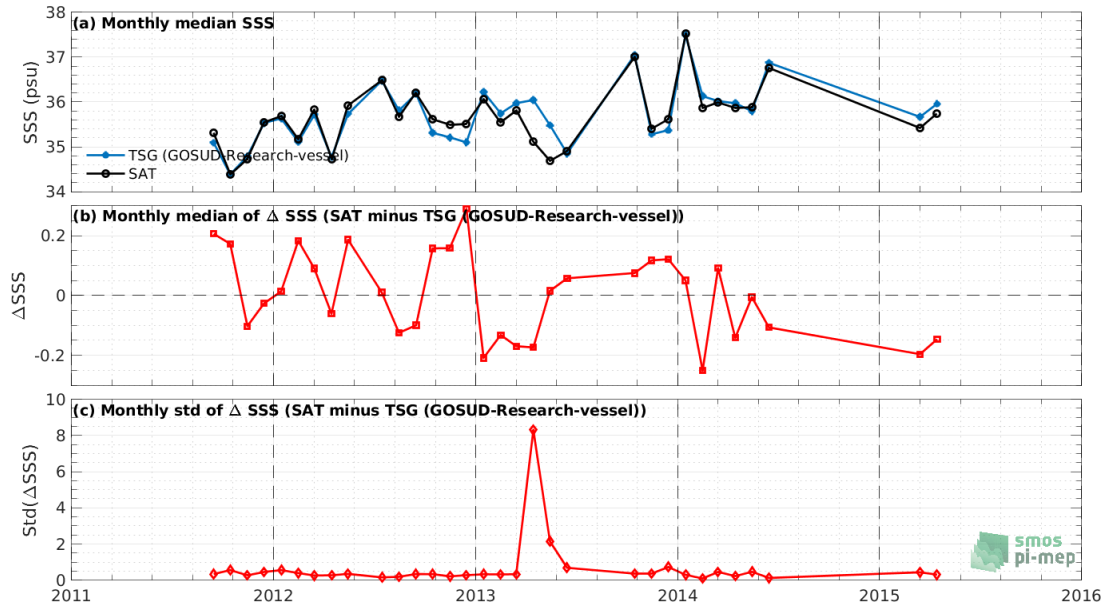 (a) Monthly median SSS
38
37
36
35
34
SSS (psu)
TSG (GOSUD-Research-vessel)
SAT
(b) Monthly median of Δ SSS (SAT minus TSG (GOSUD-Research-vessel))
0.2
0
-0.2
ΔSSS
(c) Monthly std of Δ SSS (SAT minus TSG (GOSUD-Research-vessel))
10
8
6
4
2
0
Std(ΔSSS)
smos
pi-mep
2011 2012 2013 2014 2015 2016